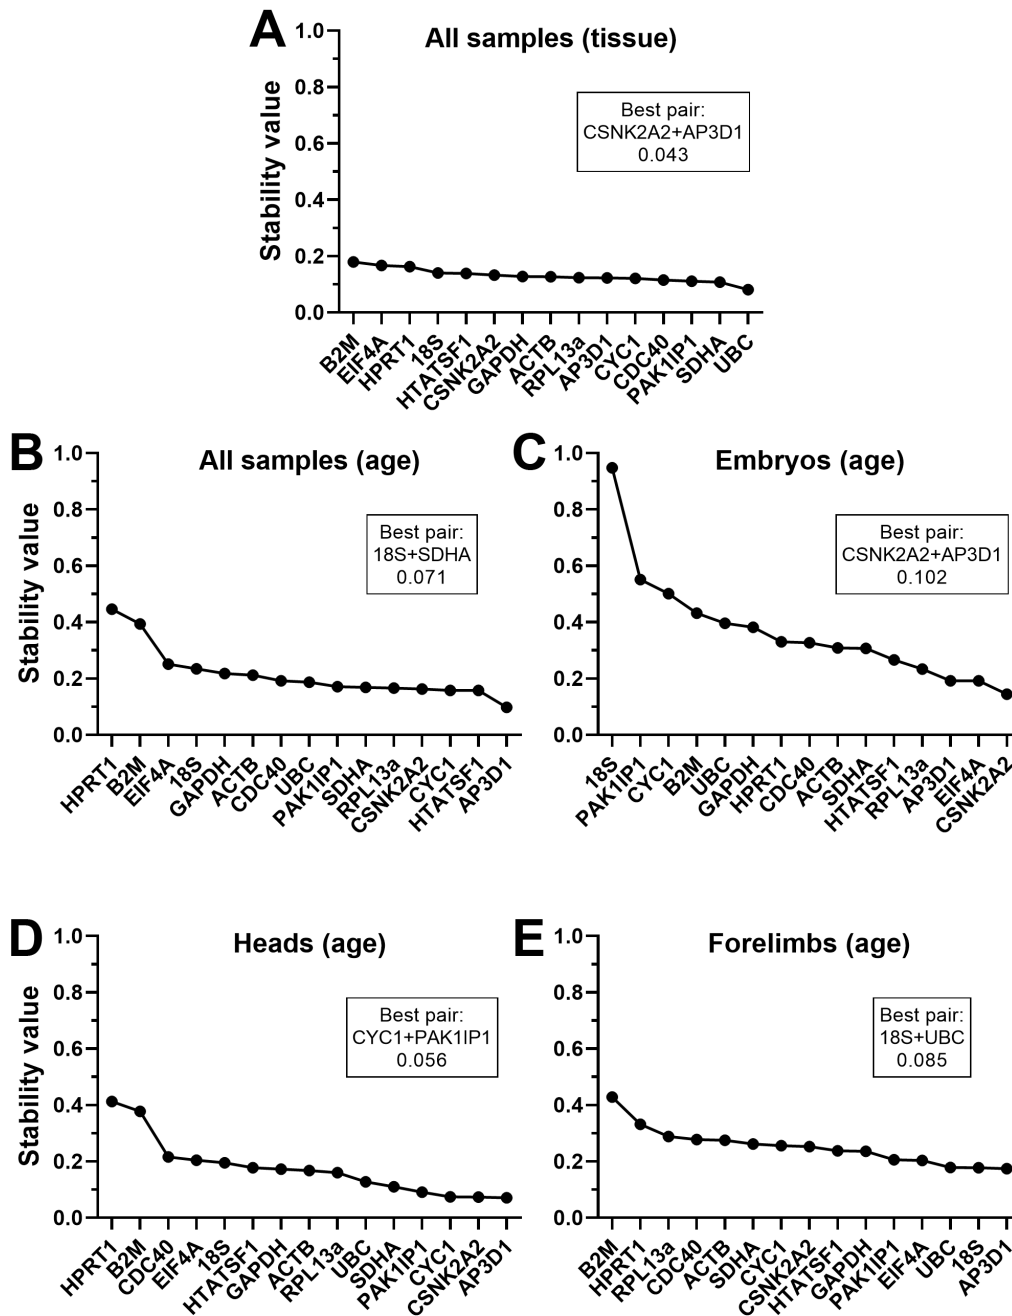 A
All samples (tissue)
Stability value
1.0
0.8
0.6
0.4
0.2
0.0
Best pair:
CSNK2A2+AP3D1
0.043
B2M
EIF4A
HPRT1
18S
HTATSF1
CSNK2A2
GAPDH
ACTB
RPL13a
AP3D1
CYC1
CDC40
PAK1IP1
SDHA
UBC
B
All samples (age)
Stability value
1.0
0.8
0.6
0.4
0.2
0.0
Best pair:
18S+SDHA
0.071
HPRT1
B2M
EIF4A
18S
GAPDH
ACTB
CDC40
UBC
PAK1IP1
SDHA
RPL13a
CSNK2A2
CYC1
HTATSF1
AP3D1
C
Embryos (age)
1.0
0.8
0.6
0.4
0.2
0.0
Best pair:
CSNK2A2+AP3D1
0.102
18S
PAK1IP1
CYC1
B2M
UBC
GAPDH
HPRT1
CDC40
ACTB
SDHA
HTATSF1
RPL13a
AP3D1
EIF4A
CSNK2A2
D
Heads (age)
Stability value
1.0
0.8
0.6
0.4
0.2
0.0
Best pair:
CYC1+PAK1IP1
0.056
HPRT1
B2M
CDC40
EIF4A
18S
HTATSF1
GAPDH
ACTB
RPL13a
UBC
SDHA
PAK1IP1
CYC1
CSNK2A2
AP3D1
E
Forelimbs (age)
1.0
0.8
0.6
0.4
0.2
0.0
Best pair:
18S+UBC
0.085
B2M
HPRT1
RPL13a
CDC40
ACTB
SDHA
CYC1
CSNK2A2
HTATSF1
GAPDH
PAK1IP1
EIF4A
UBC
18S
AP3D1